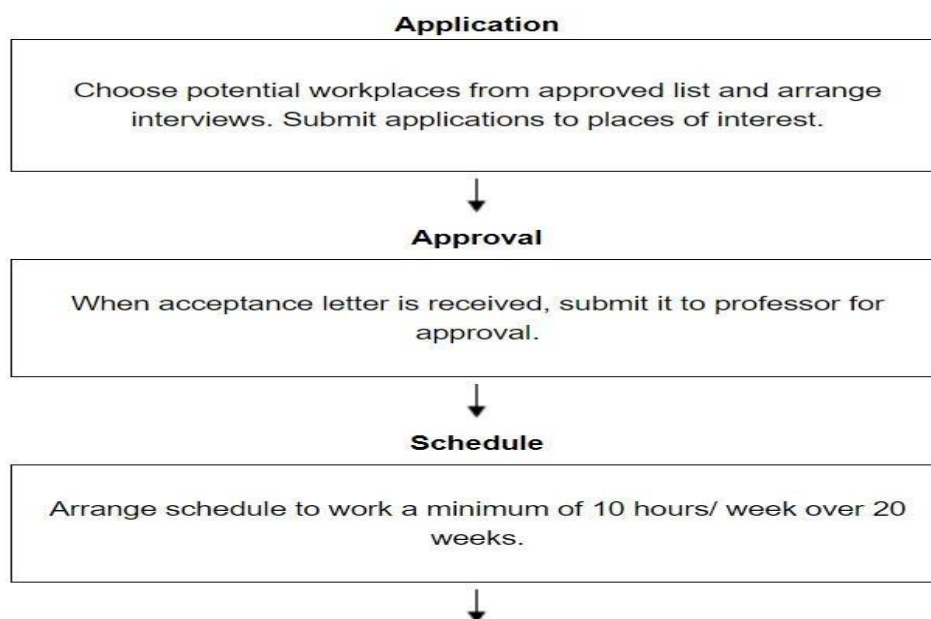 Application
Choose potential workplaces from approved list and arrange
interviews. Submit applications to places of interest.
Approval
When acceptance letter is received, submit it to professor for
approval.
Schedule
Arrange schedule to work a minimum of 10 hours/ week over 20
weeks.